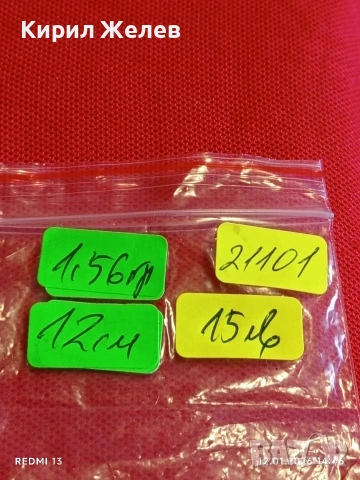 Кирил Желев
1,56гр
21101
12см
15лв
REDMI 13